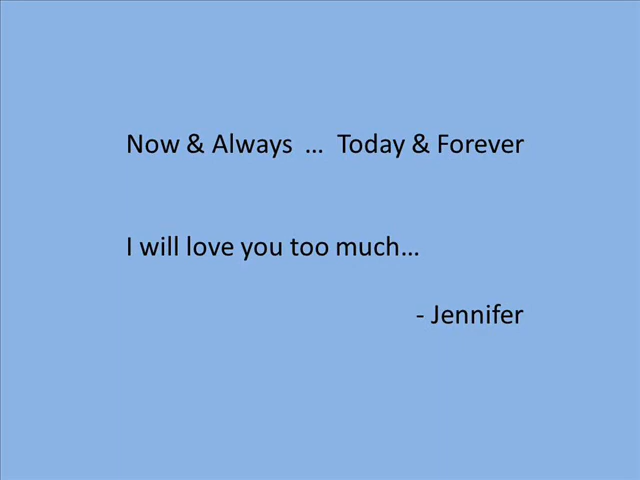 Now & Always … Today & Forever
I will love you too much…
- Jennifer